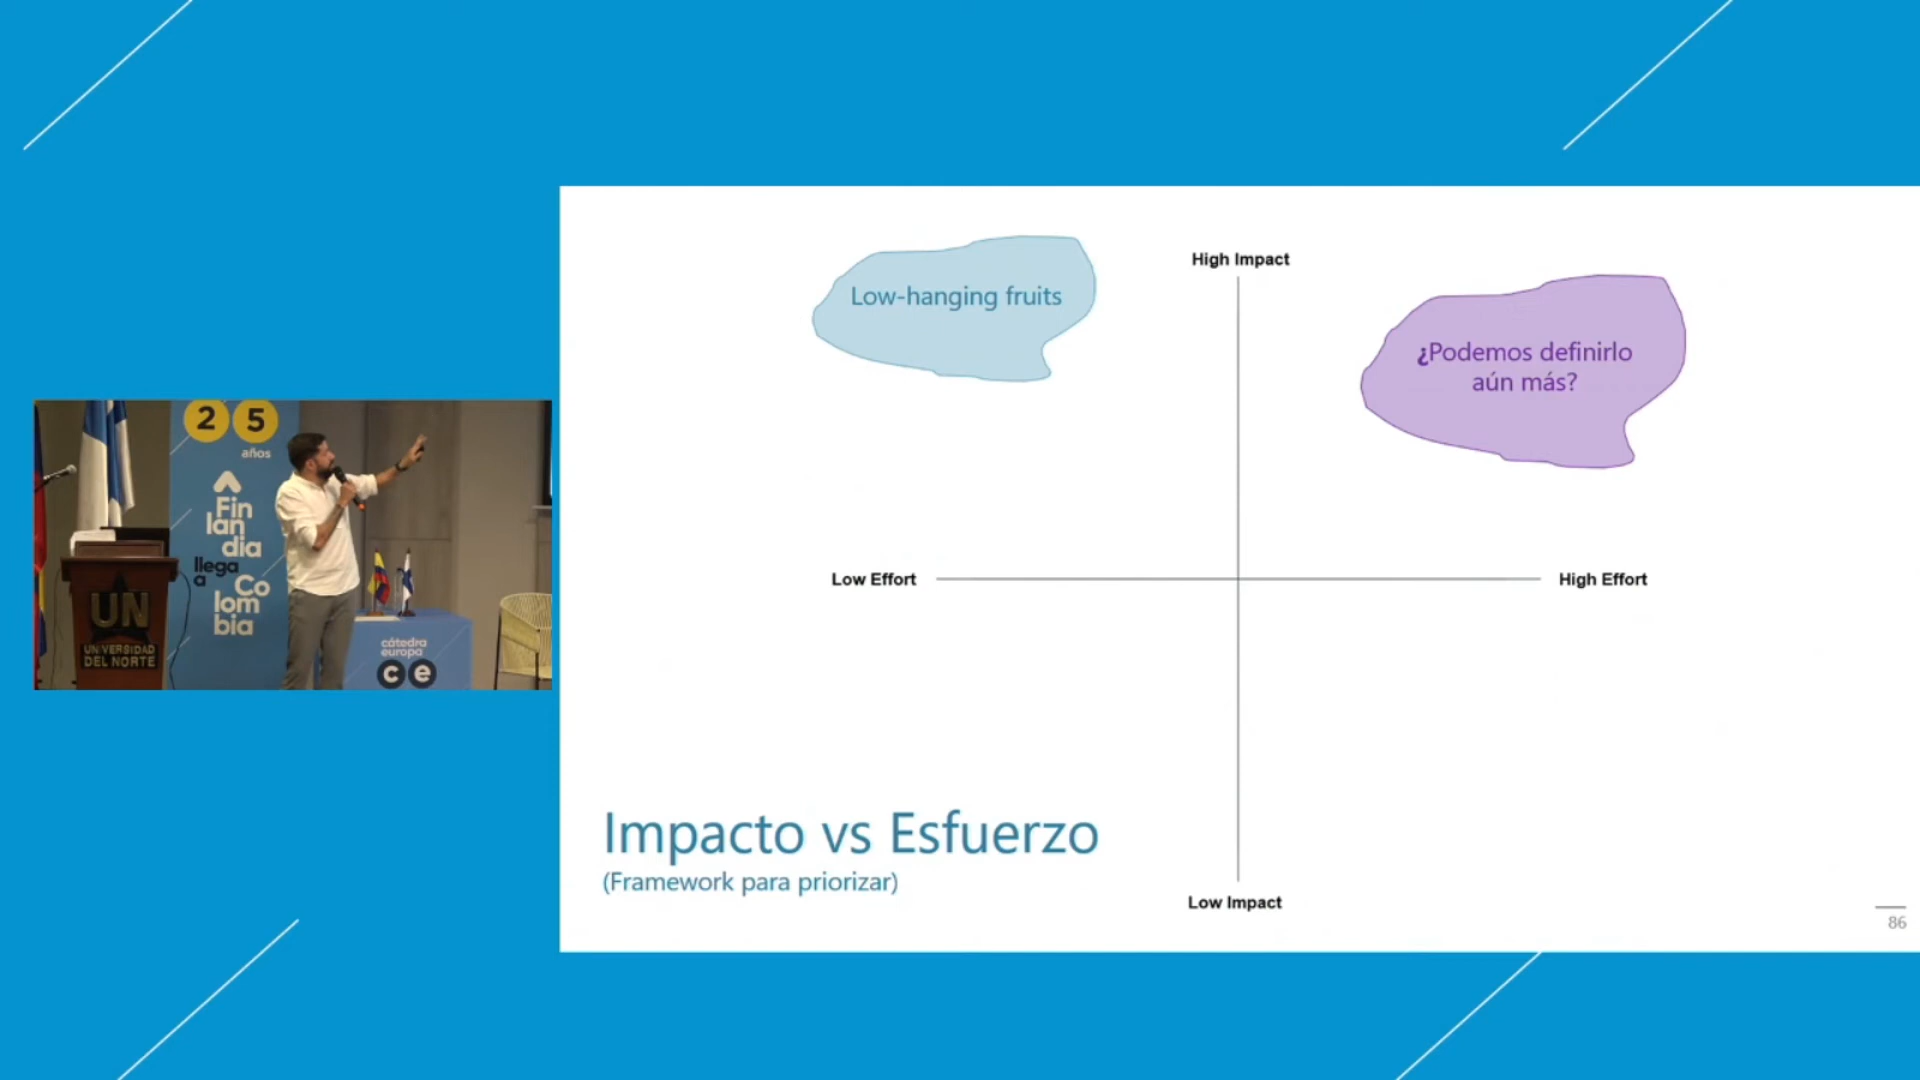 2 5
años
Fin
lan
dia
llega
a
Co
lom
bia
UN
UNIVERSIDAD
DEL NORTE
cátedra
europa
c e
High Impact
Low-hanging fruits
¿Podemos definirlo
aún más?
Low Effort
High Effort
Impacto vs Esfuerzo
(Framework para priorizar)
Low Impact
86